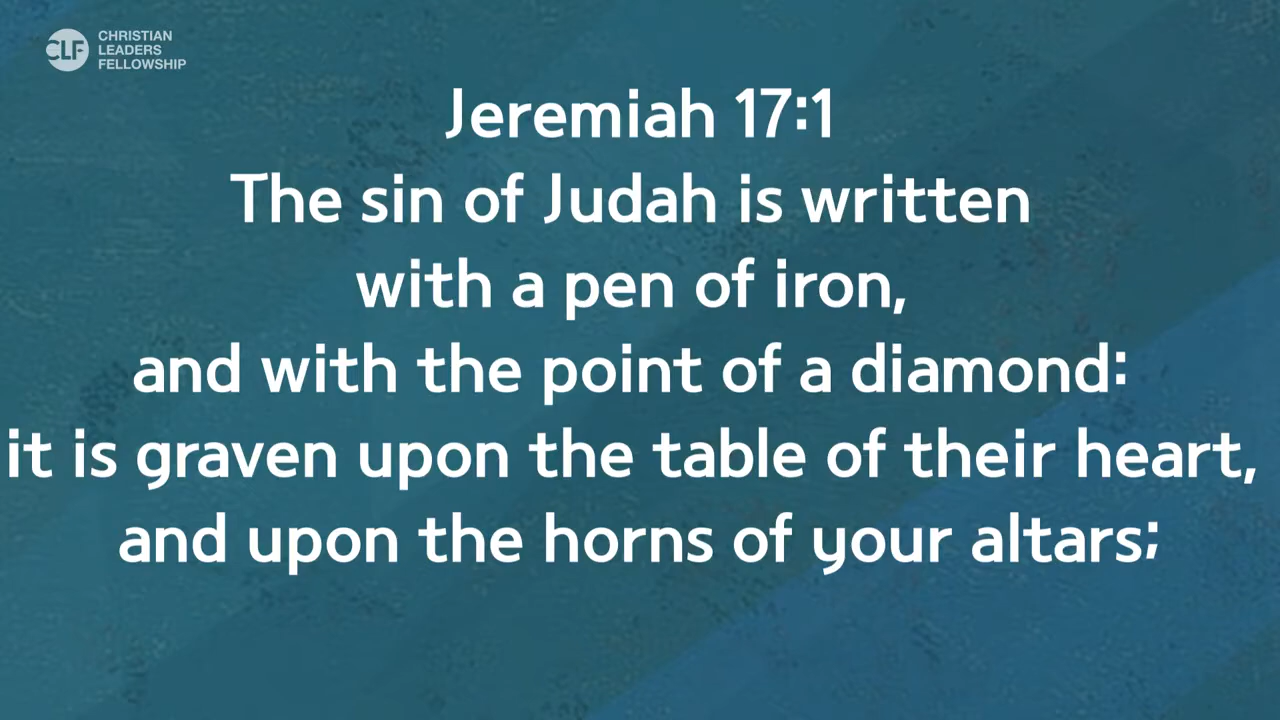 CLF
CHRISTIAN
LEADERS
FELLOWSHIP
Jeremiah 17:1
The sin of Judah is written
with a pen of iron,
and with the point of a diamond:
it is graven upon the table of their heart,
and upon the horns of your altars;